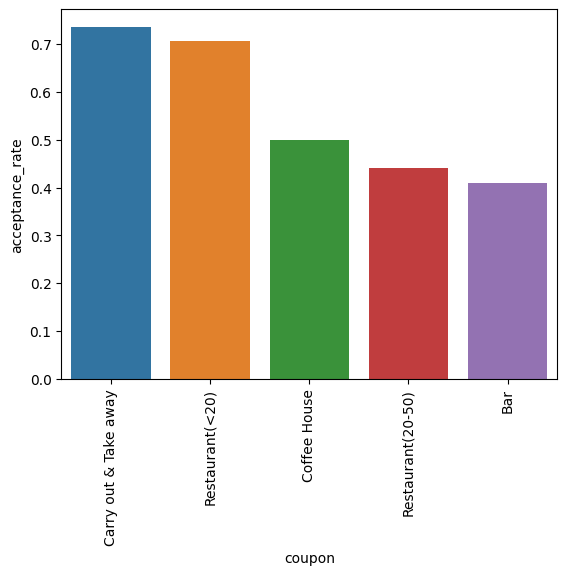 acceptance_rate
0.7
0.6
0.5
0.4
0.3
0.2
0.1
0.0
Carry out & Take away
Restaurant(<20)
Coffee House
Restaurant(20-50)
Bar
coupon